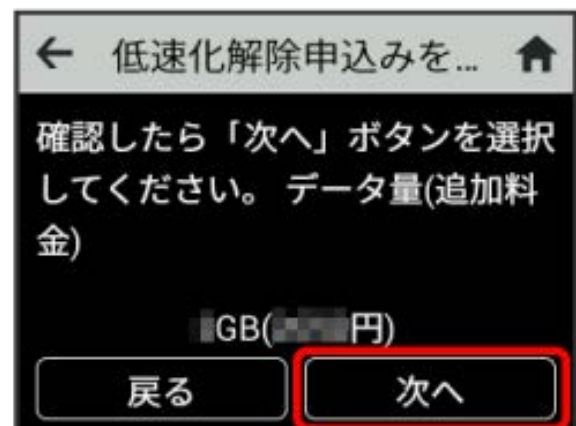 低速化解除申込みを...
確認したら「次へ」ボタンを選択
してください。 データ量(追加料
金)
GB( 円)
戻る
次へ